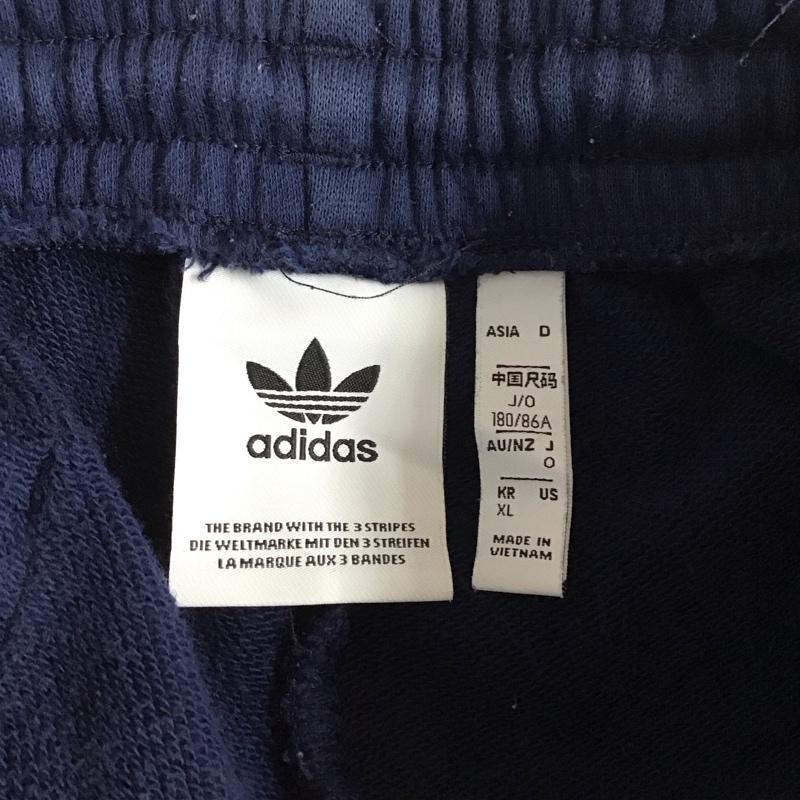 adidas
THE BRAND WITH THE 3 STRIPES
DIE WELTMARKE MIT DEN 3 STREIFEN
LA MARQUE AUX 3 BANDES
ASIA D
中国尺码
J/O
180/86A
AU/NZ J
O
KR US
XL
MADE IN
VIETNAM